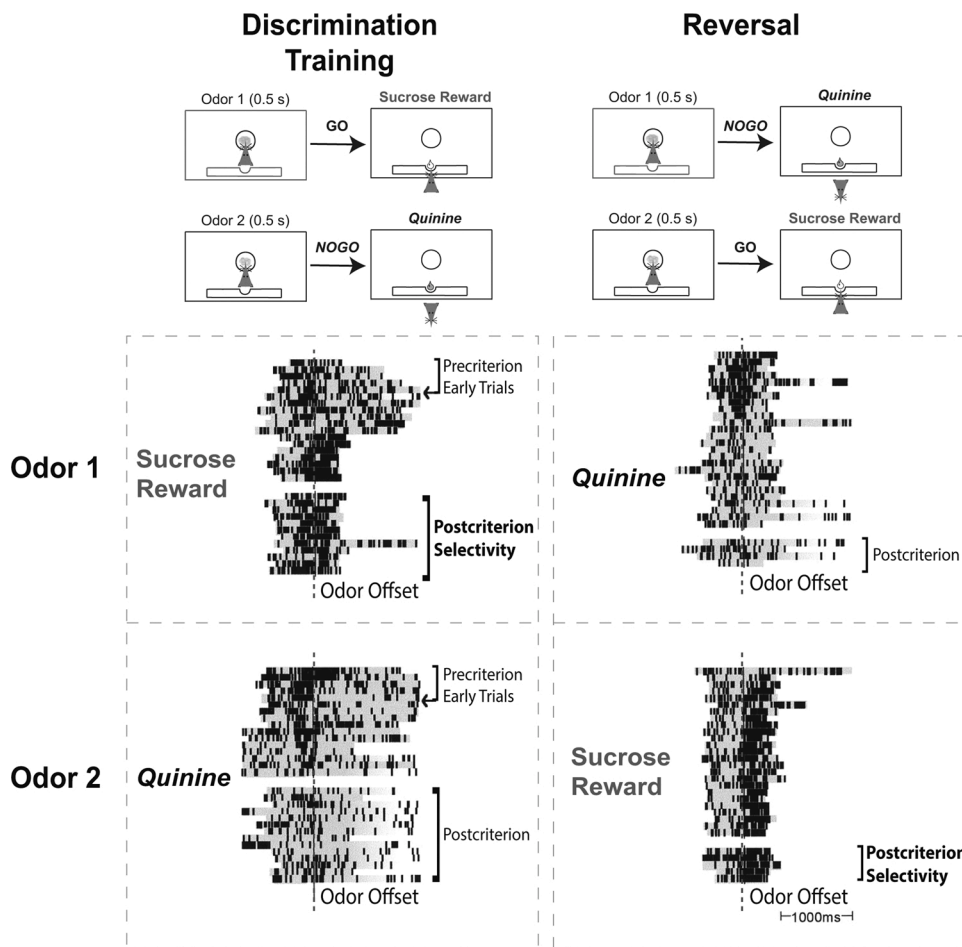 Discrimination
Training
Reversal
Odor 1 (0.5 s)
GO
Sucrose Reward
Odor 1 (0.5 s)
NOGO
Quinine
Odor 2 (0.5 s)
NOGO
Quinine
Odor 2 (0.5 s)
GO
Sucrose Reward
Odor 1
Sucrose
Reward
Precriterion
Early Trials
Postcriterion
Selectivity
Odor Offset
Quinine
Postcriterion
Odor Offset
Odor 2
Quinine
Precriterion
Early Trials
Postcriterion
Odor Offset
Sucrose
Reward
Postcriterion
Selectivity
Odor Offset
1000ms